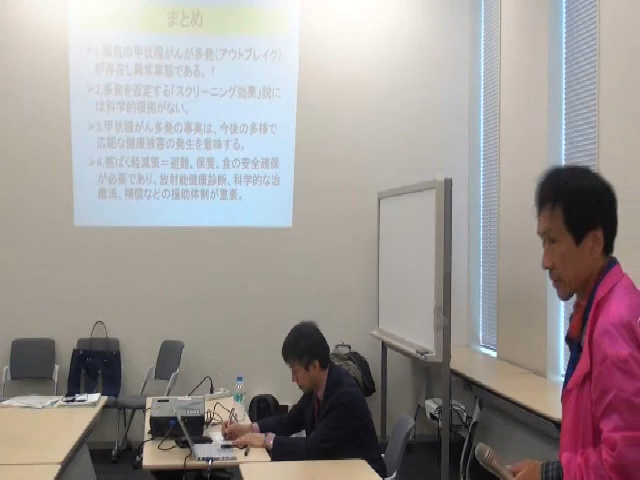 まとめ
➢1.福島の甲状腺がんが多発(アウトブレイク)
が存在し異常事態である。!
➢2.多発を否定する「スクリーニング効果」説に
は科学的根拠がない。
➢3.甲状腺がん多発の事実は、今後の多様で
広範な健康被害の発生を意味する。
➢4.被ばく軽減策=避難、保養、食の安全確保
が必要であり、放射能健康診断、科学的な治
療法、補償などの援助体制が重要。